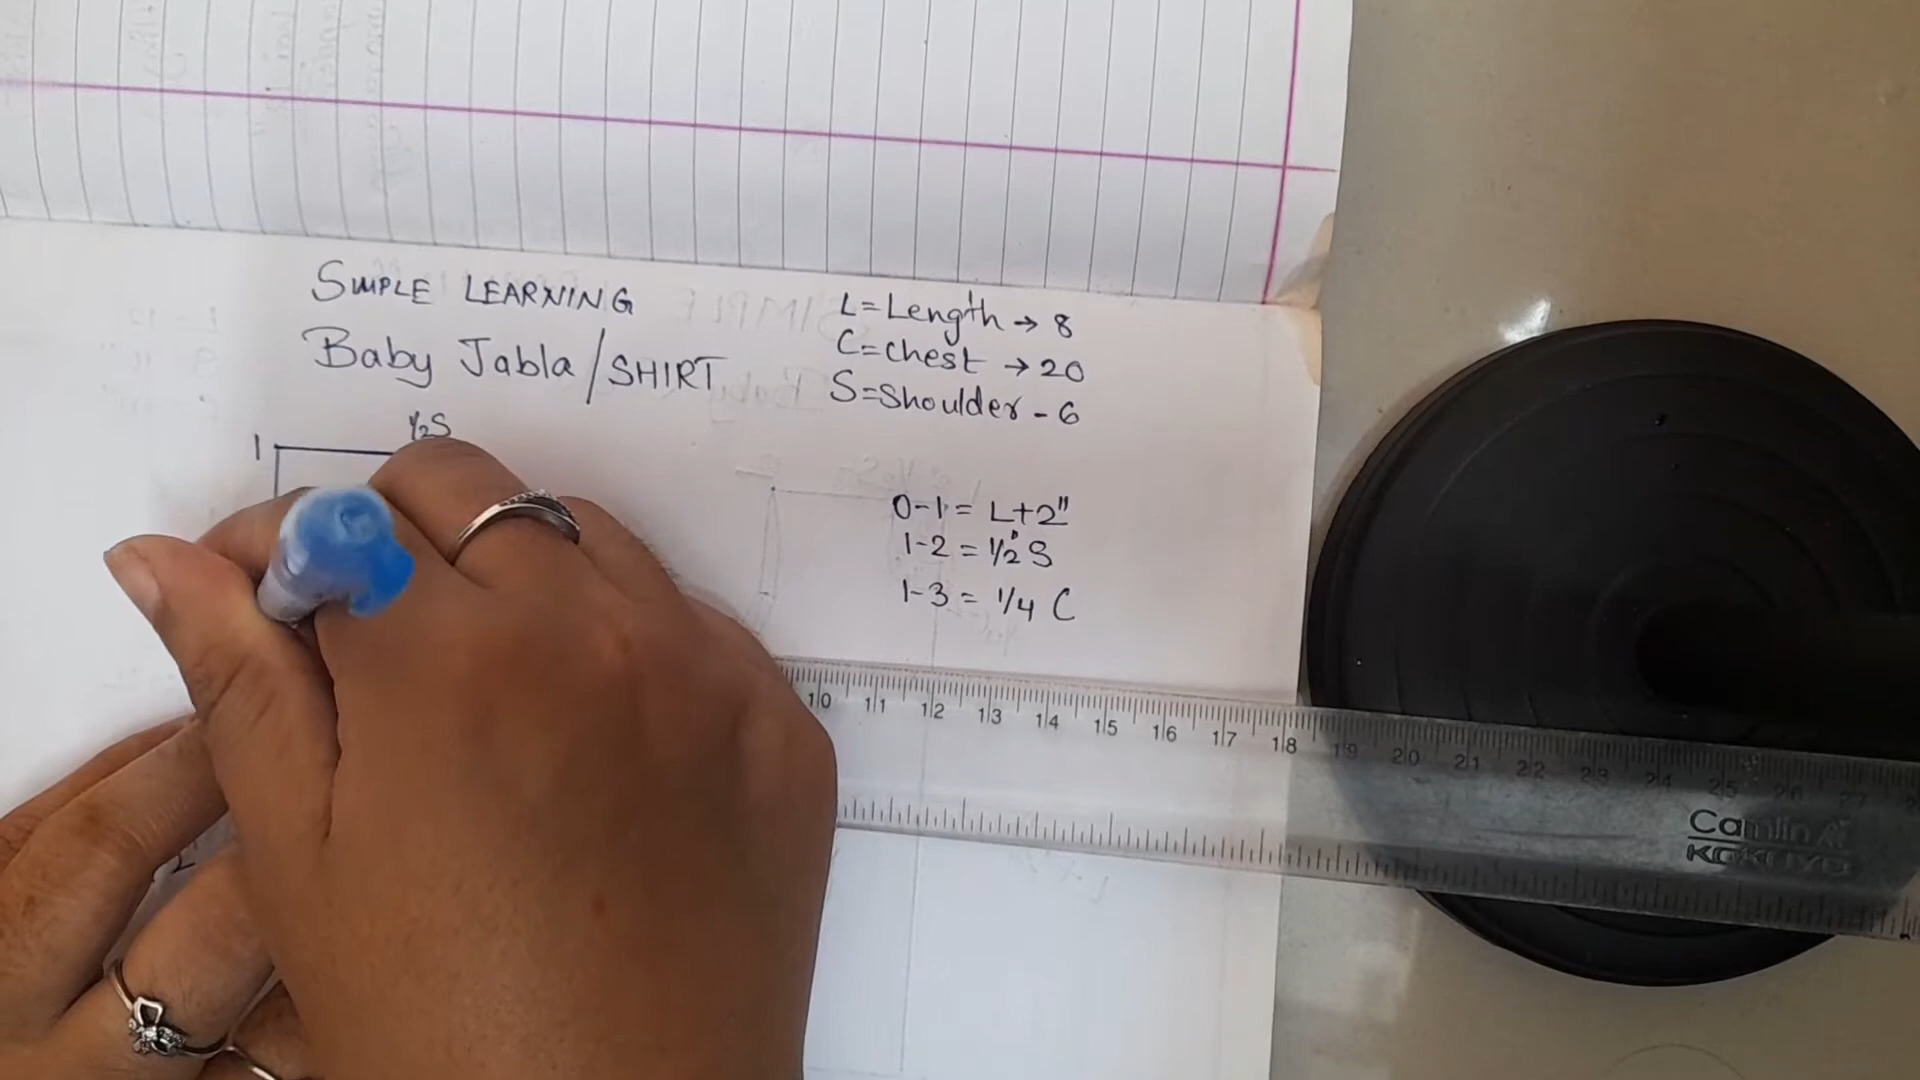 SIMPLE LEARNING
Baby Jabla/SHIRT
L=Length → 8
C=chest → 20
S=Shoulder - 6
1/2S
1
0-1 = L+2"
1-2 = 1/2 S
1-3 = 1/4 C
10 11 12 13 14 15 16 17 18 19 20 21 22 23 24 25 26 27
Camlin
KOKUYO